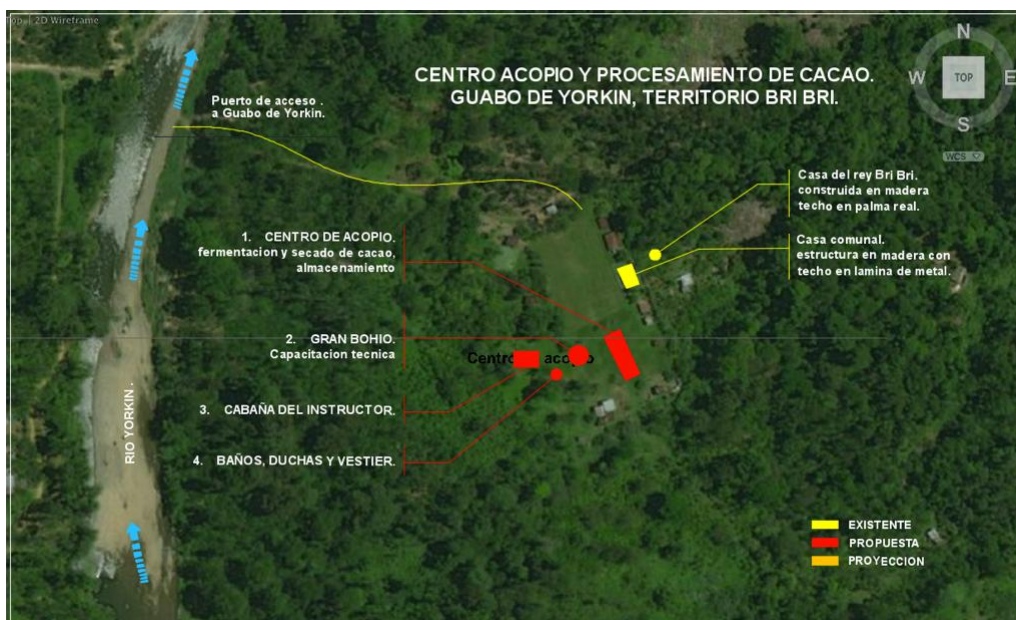 Top | 2D Wireframe
CENTRO ACOPIO Y PROCESAMIENTO DE CACAO.
GUABO DE YORKIN, TERRITORIO BRI BRI.
N
W TOP E
S
WCS
Puerto de acceso .
a Guabo de Yorkin.
Casa del rey Bri Bri.
construida en madera
techo en palma real.
1. CENTRO DE ACOPIO.
fermentacion y secado de cacao,
almacenamiento
Casa comunal.
estructura en madera con
techo en lamina de metal.
2. GRAN BOHIO.
Capacitacion tecnica
3. CABAÑA DEL INSTRUCTOR.
4. BAÑOS, DUCHAS Y VESTIER.
RIO YORKIN .
EXISTENTE
PROPUESTA
PROYECCION